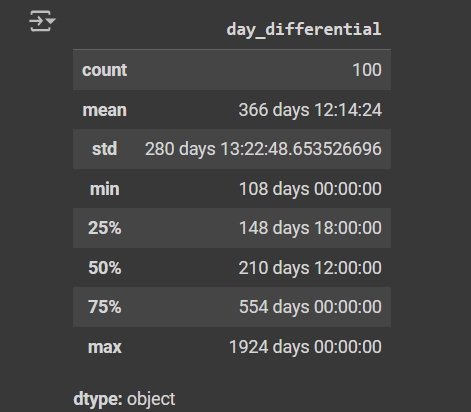 day_differential
count 100
mean 366 days 12:14:24
std 280 days 13:22:48.653526696
min 108 days 00:00:00
25% 148 days 18:00:00
50% 210 days 12:00:00
75% 554 days 00:00:00
max 1924 days 00:00:00
dtype: object